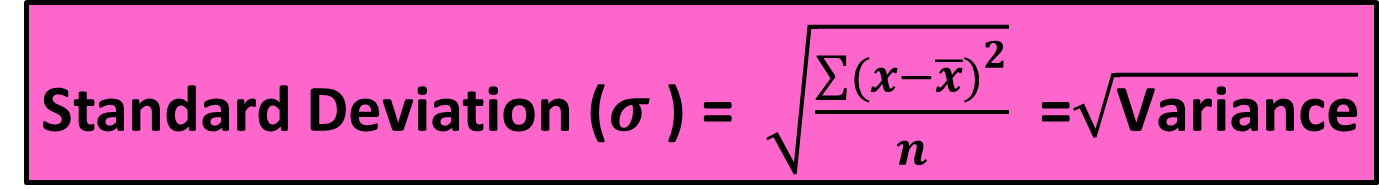 Standard Deviation (σ ) = √(∑(x−x̅)²/n) =√Variance